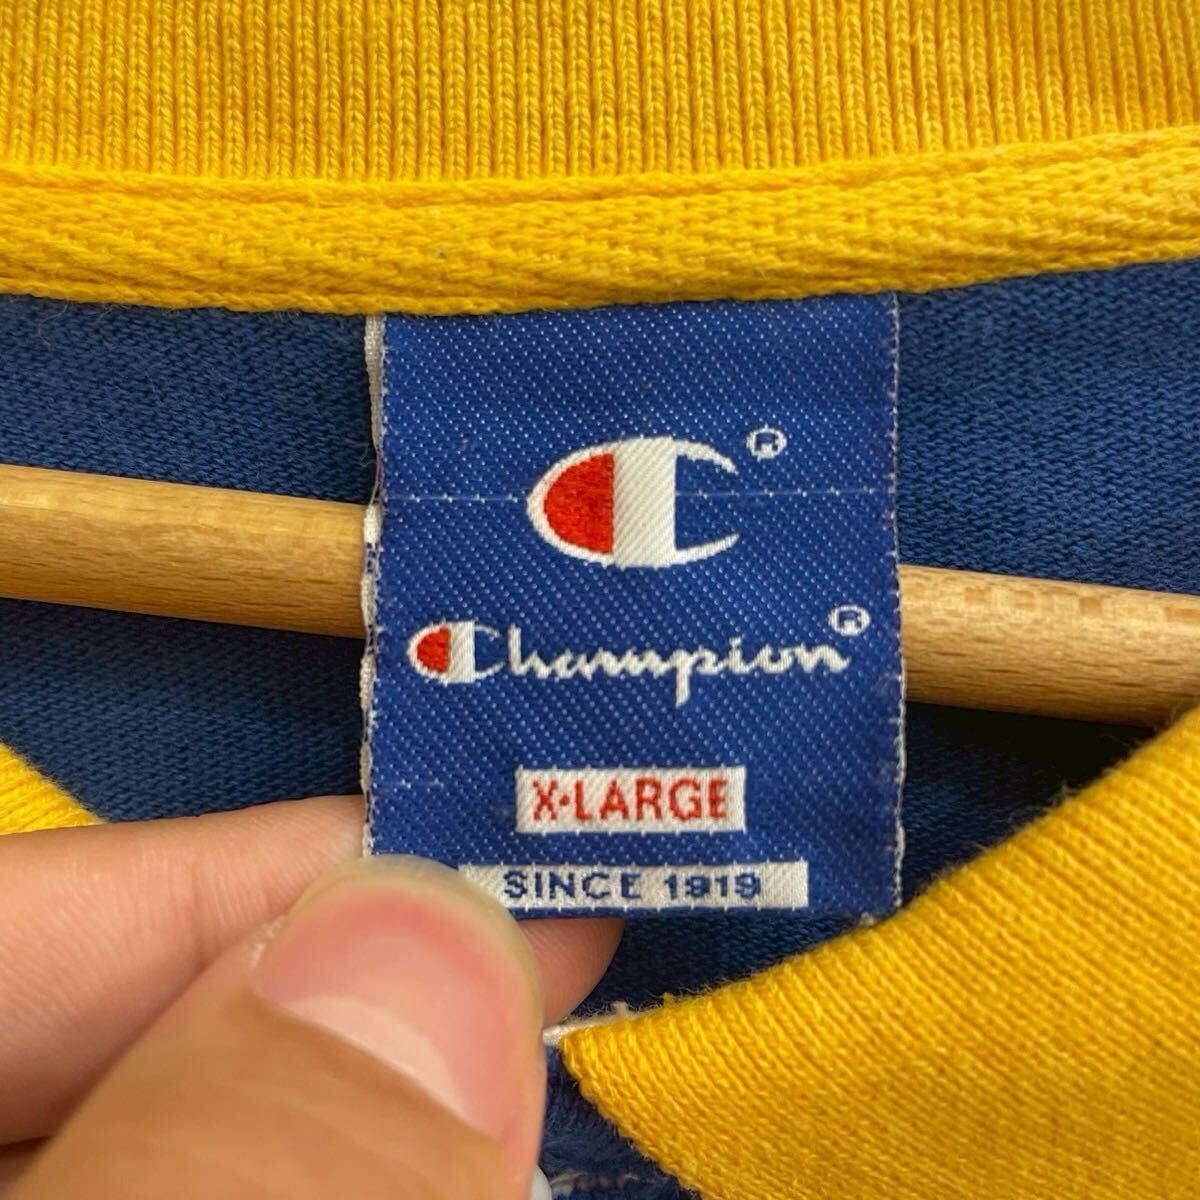 C®
Champion®
X·LARGE
SINCE 1919